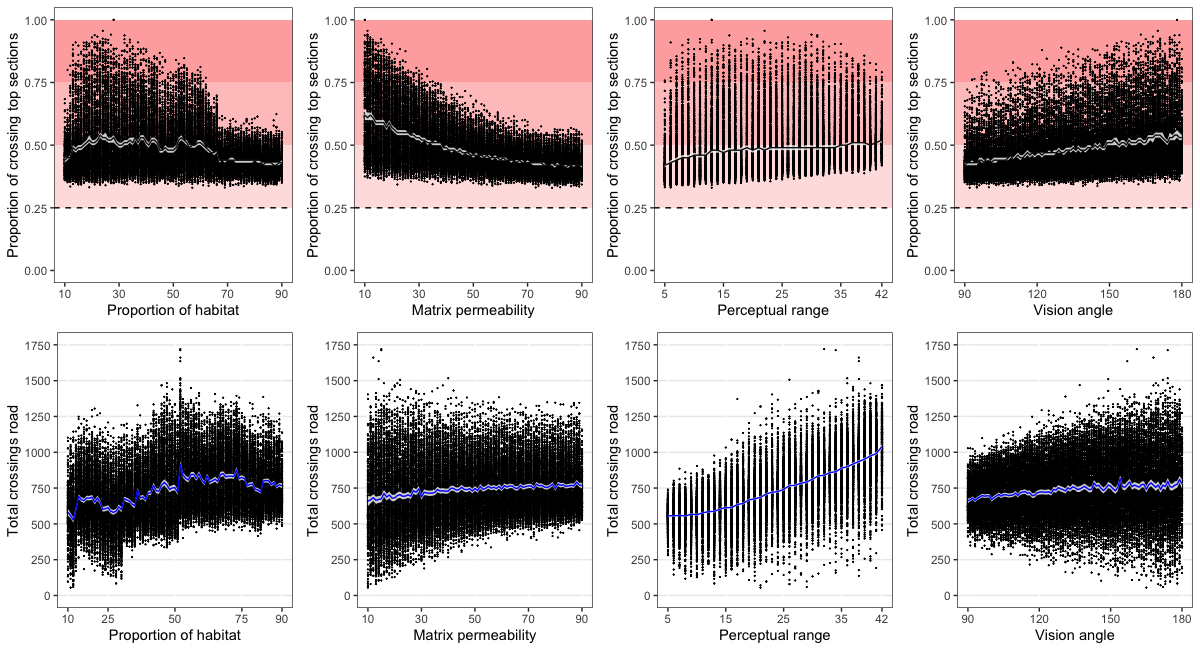 Proportion of crossing top sections
1.00
0.75
0.50
0.25
0.00
10 30 50 70 90
Proportion of habitat
Proportion of crossing top sections
1.00
0.75
0.50
0.25
0.00
10 30 50 70 90
Matrix permeability
Proportion of crossing top sections
1.00
0.75
0.50
0.25
0.00
5 15 25 35 42
Perceptual range
Proportion of crossing top sections
1.00
0.75
0.50
0.25
0.00
90 120 150 180
Vision angle
Total crossings road
1750
1500
1250
1000
750
500
250
0
10 25 50 75 90
Proportion of habitat
Total crossings road
1750
1500
1250
1000
750
500
250
0
10 30 50 70 90
Matrix permeability
Total crossings road
1750
1500
1250
1000
750
500
250
0
5 15 25 35 42
Perceptual range
Total crossings road
1750
1500
1250
1000
750
500
250
0
90 120 150 180
Vision angle